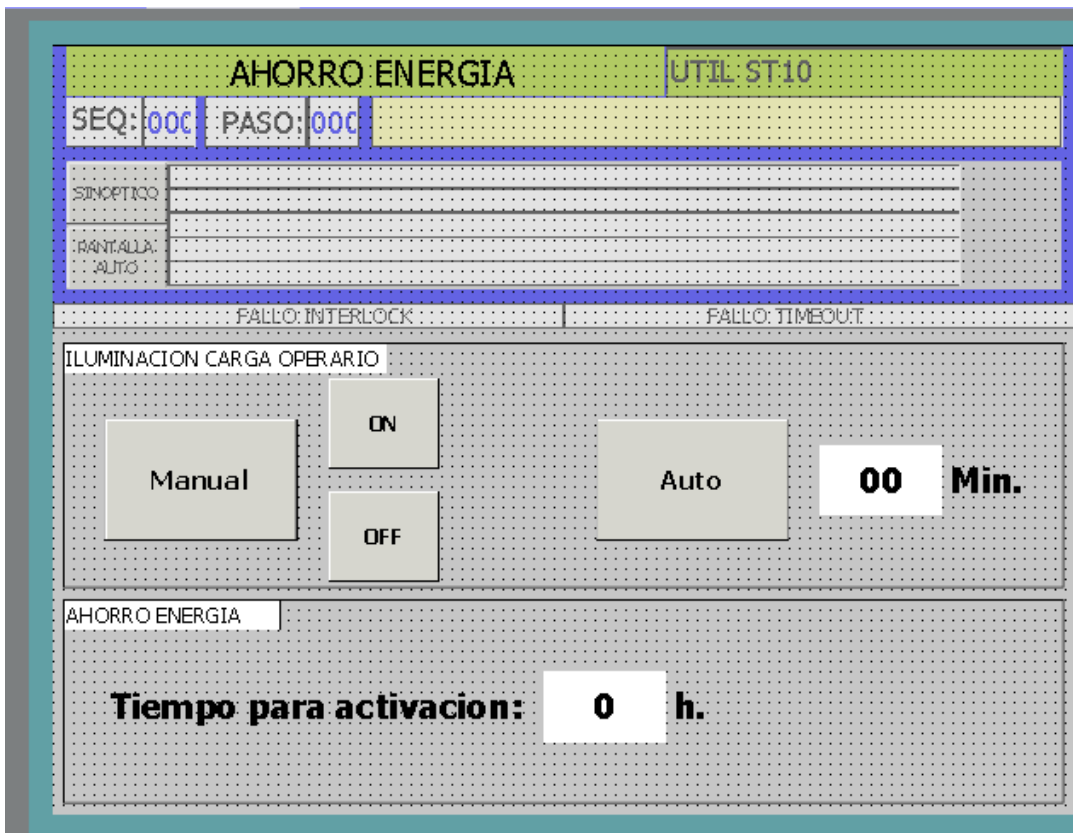 AHORRO ENERGIA UTIL ST10
SEQ: 000 PASO: 000
SINOPTICO
PANTALLA
AUTO
FALLO INTERLOCK FALLO TIMEOUT
ILUMINACION CARGA OPERARIO
ON
Manual Auto 00 Min.
OFF
AHORRO ENERGIA
Tiempo para activacion: 0 h.